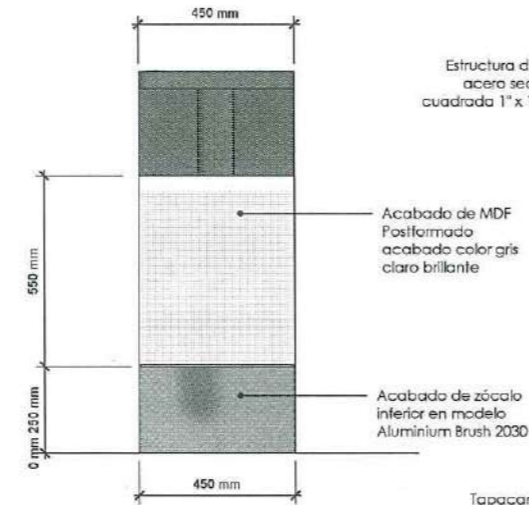 450 mm
Estructura d
acero sec
cuadrada 1" x 1
550 mm
Acabado de MDF
Postformado
acabado color gris
claro brillante
0 mm 250 mm
Acabado de zócalo
inferior en modelo
Aluminium Brush 2030
450 mm
Tapacar